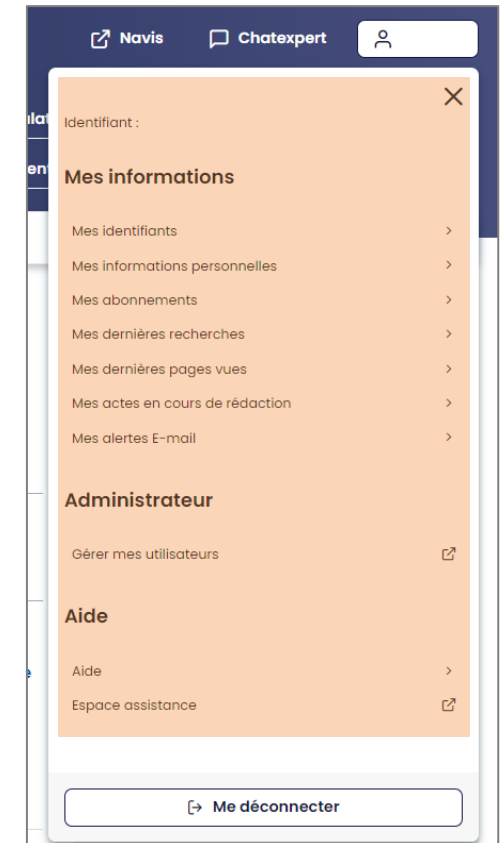 Navis Chatexpert
Identifiant :
Mes informations
Mes identifiants
Mes informations personnelles
Mes abonnements
Mes dernières recherches
Mes dernières pages vues
Mes actes en cours de rédaction
Mes alertes E-mail
Administrateur
Gérer mes utilisateurs
Aide
Aide
Espace assistance
Me déconnecter